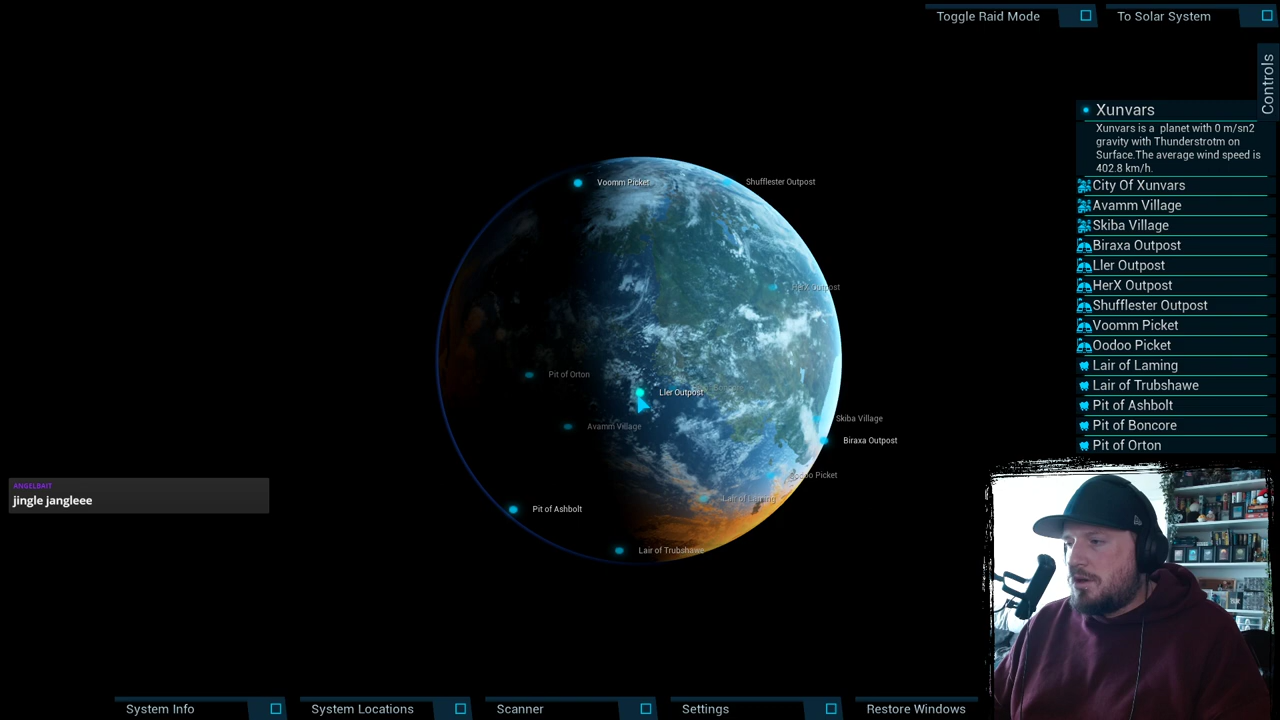 Toggle Raid Mode
To Solar System
Controls
Xunvars
Xunvars is a  planet with 0 m/sn2
gravity with Thunderstrotm on
Surface.The average wind speed is
402.8 km/h.
City Of Xunvars
Avamm Village
Skiba Village
Biraxa Outpost
Ller Outpost
HerX Outpost
Shufflester Outpost
Voomm Picket
Oodoo Picket
Lair of Laming
Lair of Trubshawe
Pit of Ashbolt
Pit of Boncore
Pit of Orton
Voomm Picket
Shufflester Outpost
HerX Outpost
Pit of Orton
Ller Outpost
Avamm Village
Skiba Village
Biraxa Outpost
Oodoo Picket
Lair of Laming
Pit of Ashbolt
Lair of Trubshawe
ANGELBAIT
jingle jangleee
System Info
System Locations
Scanner
Settings
Restore Windows